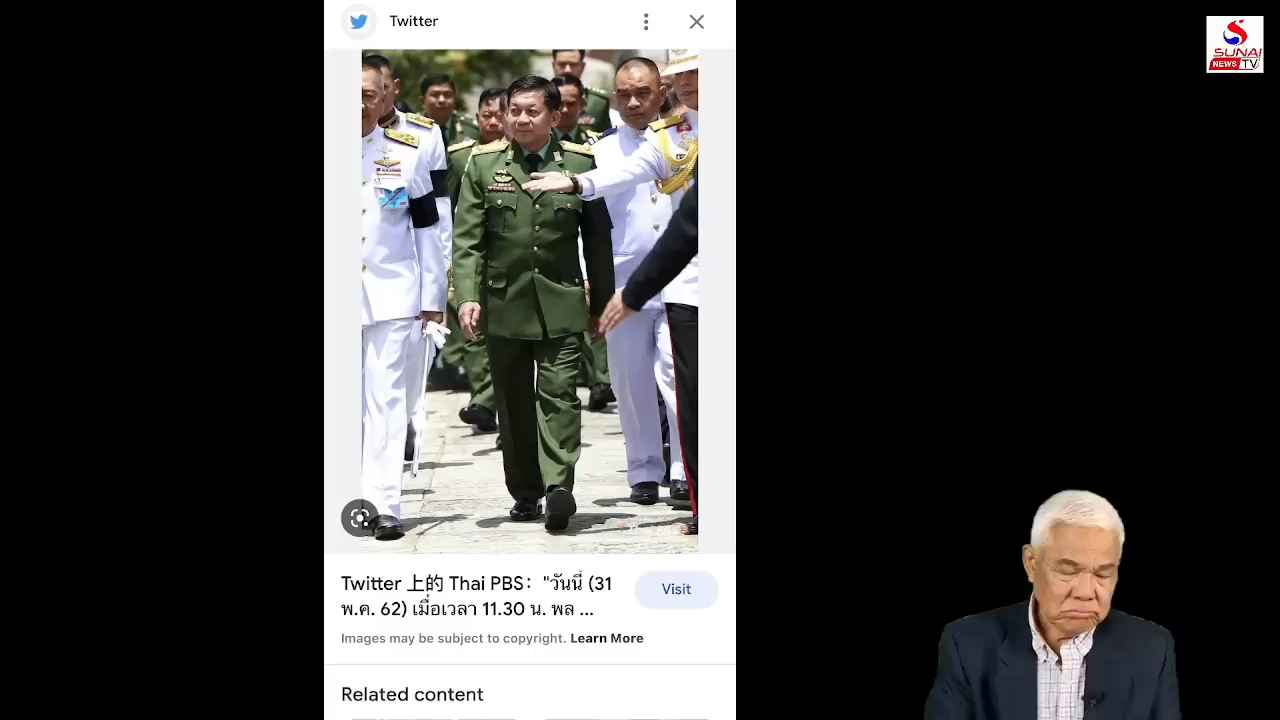 Twitter
SUNAI
NEWS TV
Twitter 上的 Thai PBS："วันนี้ (31
พ.ค. 62) เมื่อเวลา 11.30 น. พล ...
Visit
Images may be subject to copyright. Learn More
Related content